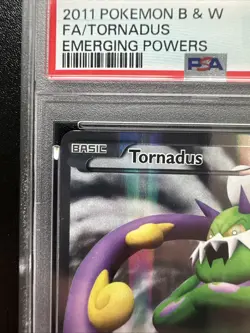 2011 POKEMON B & W
FA/TORNADUS
EMERGING POWERS
PSA
BASIC
Tornadus